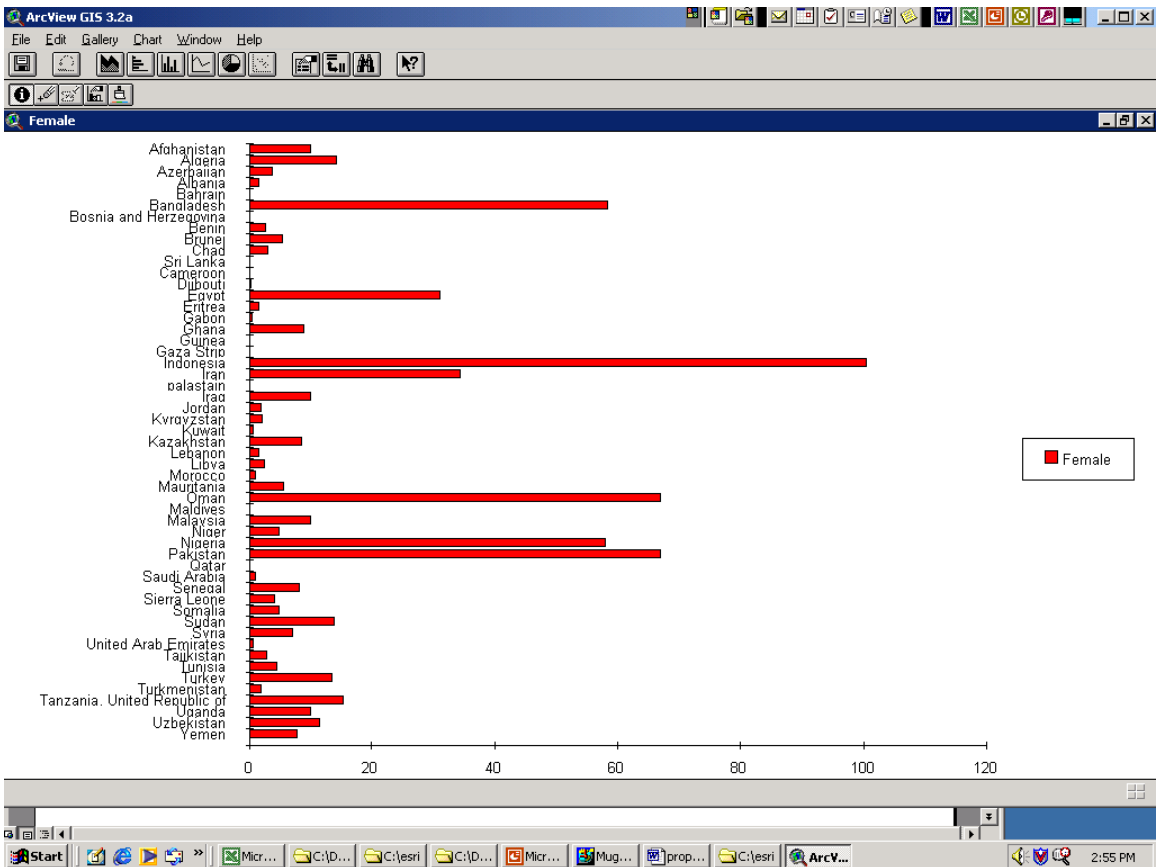 ArcView GIS 3.2a
File Edit Gallery Chart Window Help
Female
Afghanistan
Algeria
Azerbaijan
Albania
Bahrain
Bangladesh
Bosnia and Herzegovina
Benin
Brunei
Chad
Sri Lanka
Cameroon
Djibouti
Egypt
Eritrea
Gabon
Ghana
Guinea
Gaza Strip
Indonesia
Iran
palastain
Iraq
Jordan
Kyrgyzstan
Kuwait
Kazakhstan
Lebanon
Libya
Morocco
Mauritania
Oman
Maldives
Malaysia
Niger
Nigeria
Pakistan
Qatar
Saudi Arabia
Senegal
Sierra Leone
Somalia
Sudan
Syria
United Arab Emirates
Tajikistan
Tunisia
Turkey
Turkmenistan
Tanzania, United Republic of
Uganda
Uzbekistan
Yemen
Female
0 20 40 60 80 100 120
Start » Micr... C:\D... C:\esri C:\D... Micr... Mug... prop... C:\esri ArcV... 2:55 PM